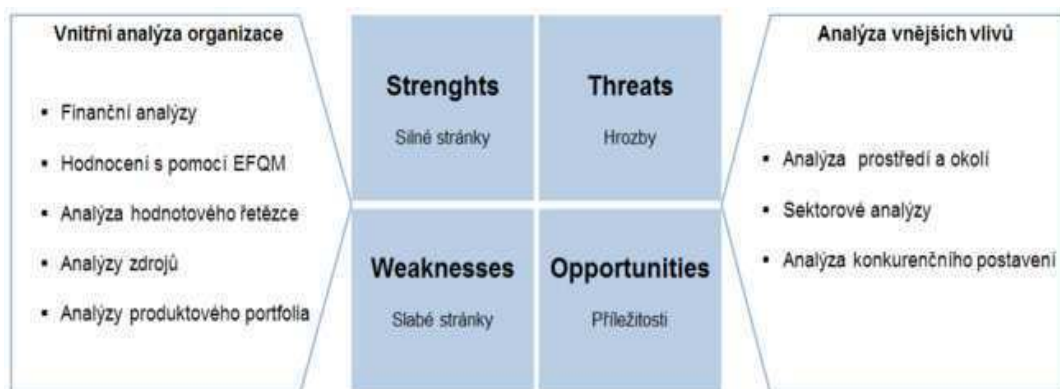 Vnitřní analýza organizace
▪ Finanční analýzy
▪ Hodnocení s pomocí EFQM
▪ Analýza hodnotového řetězce
▪ Analýzy zdrojů
▪ Analýzy produktového portfolia
Strenghts
Silné stránky
Threats
Hrozby
Weaknesses
Slabé stránky
Opportunities
Příležitosti
Analýza vnějších vlivů
▪ Analýza prostředí a okolí
▪ Sektorové analýzy
▪ Analýza konkurenčního postavení